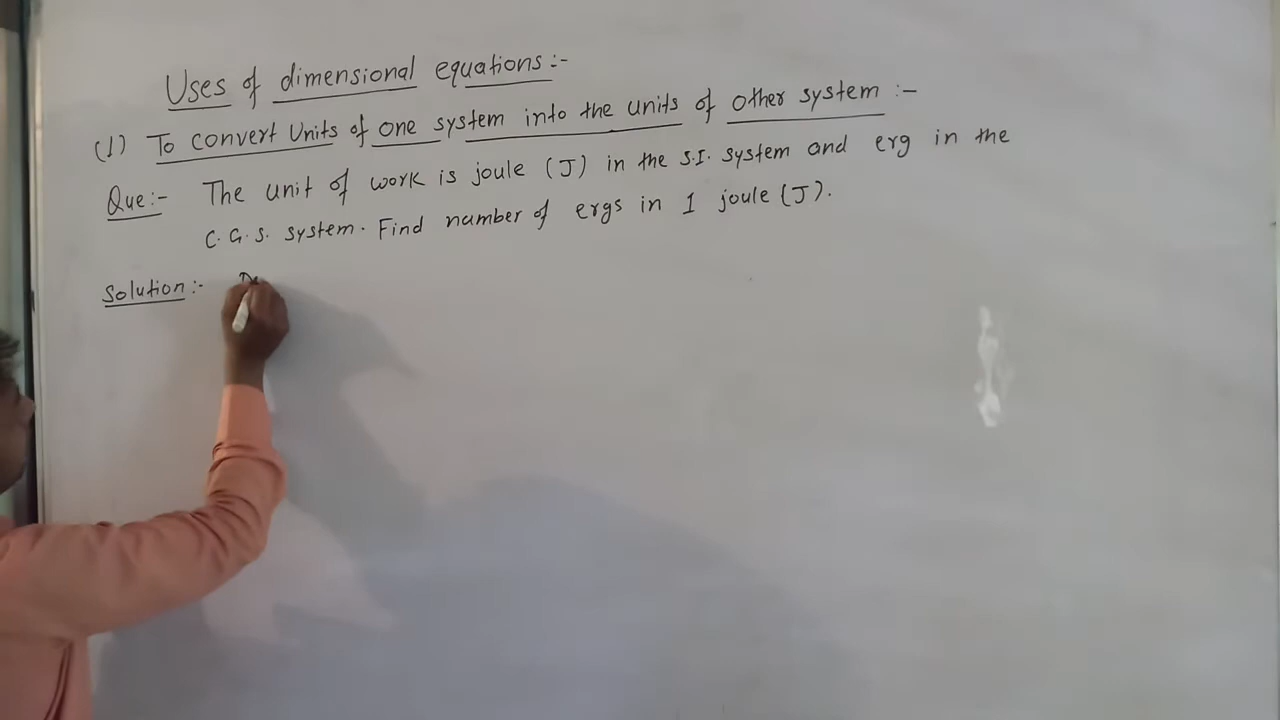 Uses of dimensional equations:-
(1) To convert Units of one system into the units of other system :-
Que:- The unit of work is joule (J) in the S.I. system and erg in the
C.G.S. system. Find number of ergs in 1 joule (J).
Solution:-